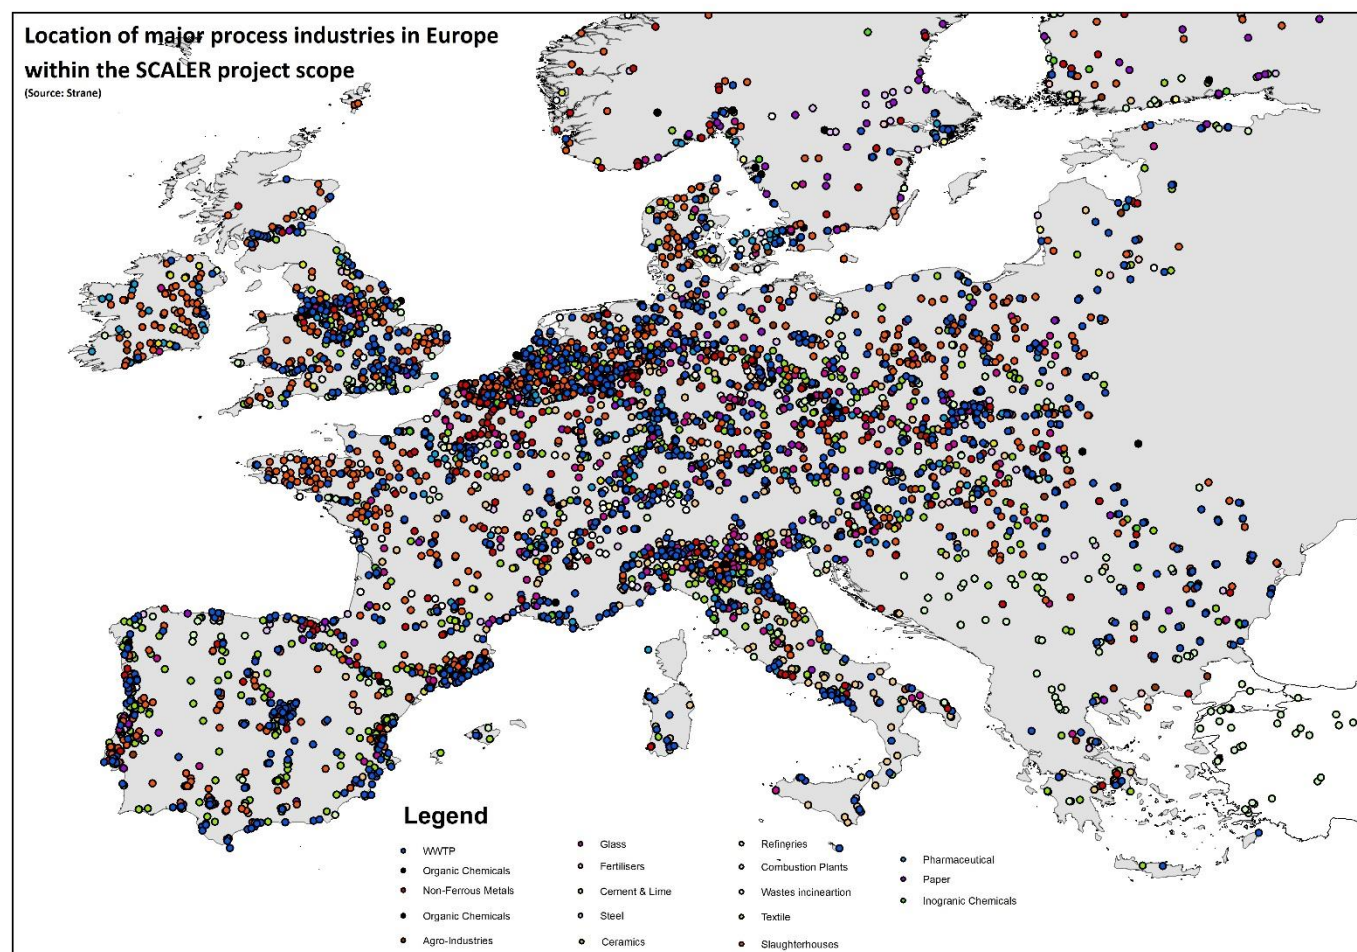 Location of major process industries in Europe
within the SCALER project scope
(Source: Strane)
Legend
WWTP
Organic Chemicals
Non-Ferrous Metals
Organic Chemicals
Agro-Industries
Glass
Fertilisers
Cement & Lime
Steel
Ceramics
Refineries
Combustion Plants
Wastes incineartion
Textile
Slaughterhouses
Pharmaceutical
Paper
Inogranic Chemicals